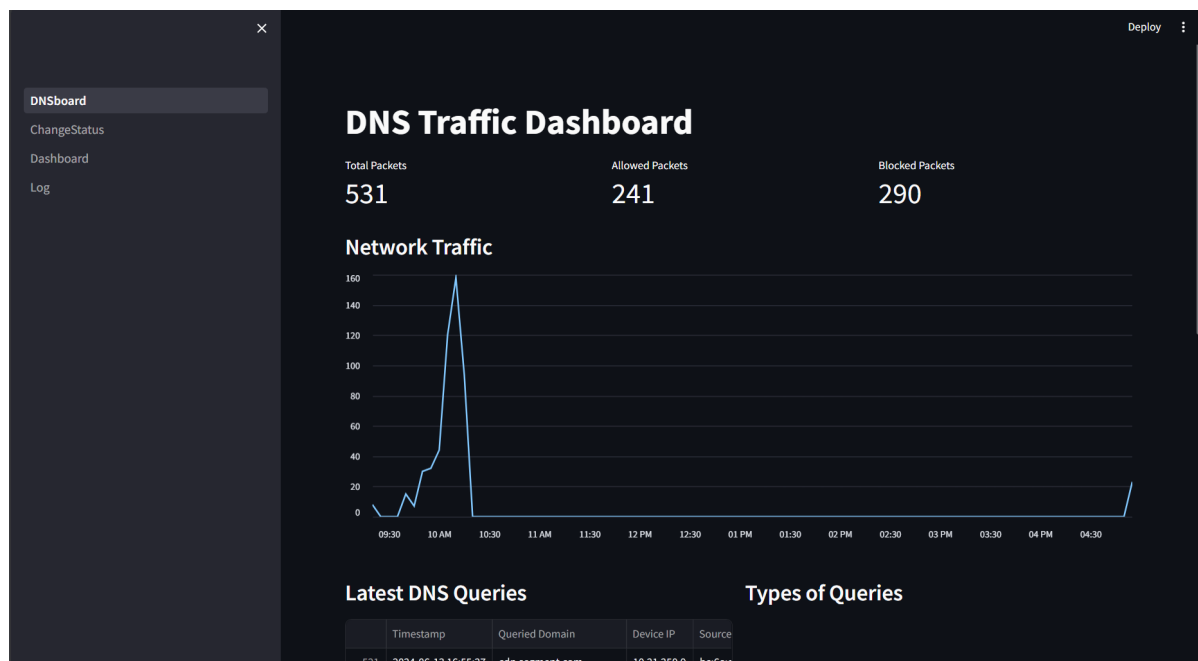 Deploy
DNSboard
ChangeStatus
Dashboard
Log
DNS Traffic Dashboard
Total Packets Allowed Packets Blocked Packets
531 241 290
Network Traffic
160
140
120
100
80
60
40
20
0
09:30 10 AM 10:30 11 AM 11:30 12 PM 12:30 01 PM 01:30 02 PM 02:30 03 PM 03:30 04 PM 04:30
Latest DNS Queries Types of Queries
Timestamp Queried Domain Device IP Source